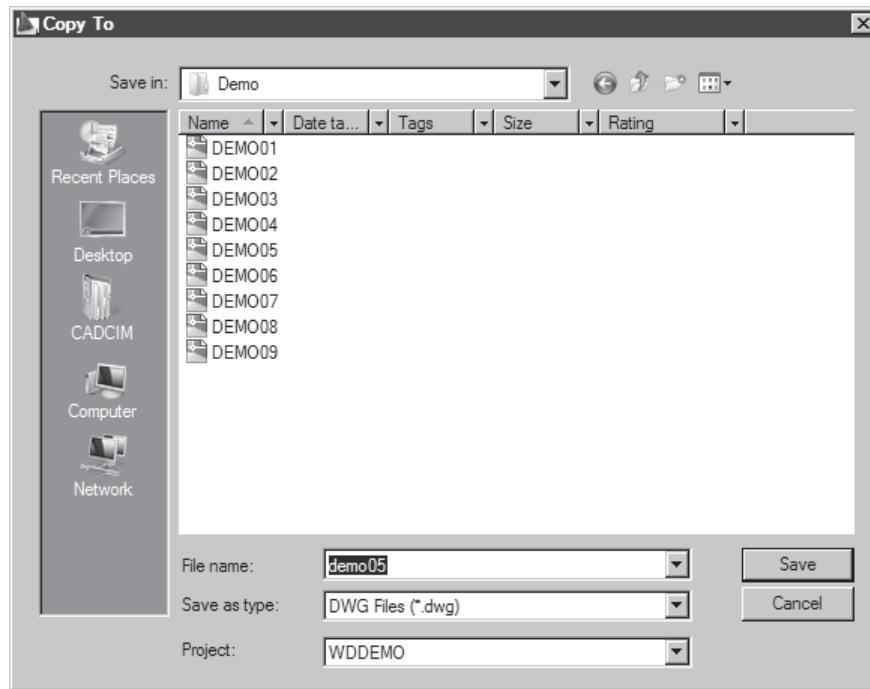 Copy To
Save in: Demo
Name Date ta... Tags Size Rating
Recent Places
Desktop
CADCIM
Computer
Network
DEMO01
DEMO02
DEMO03
DEMO04
DEMO05
DEMO06
DEMO07
DEMO08
DEMO09
File name: demo05 Save
Save as type: DWG Files (*.dwg) Cancel
Project: WDDEMO